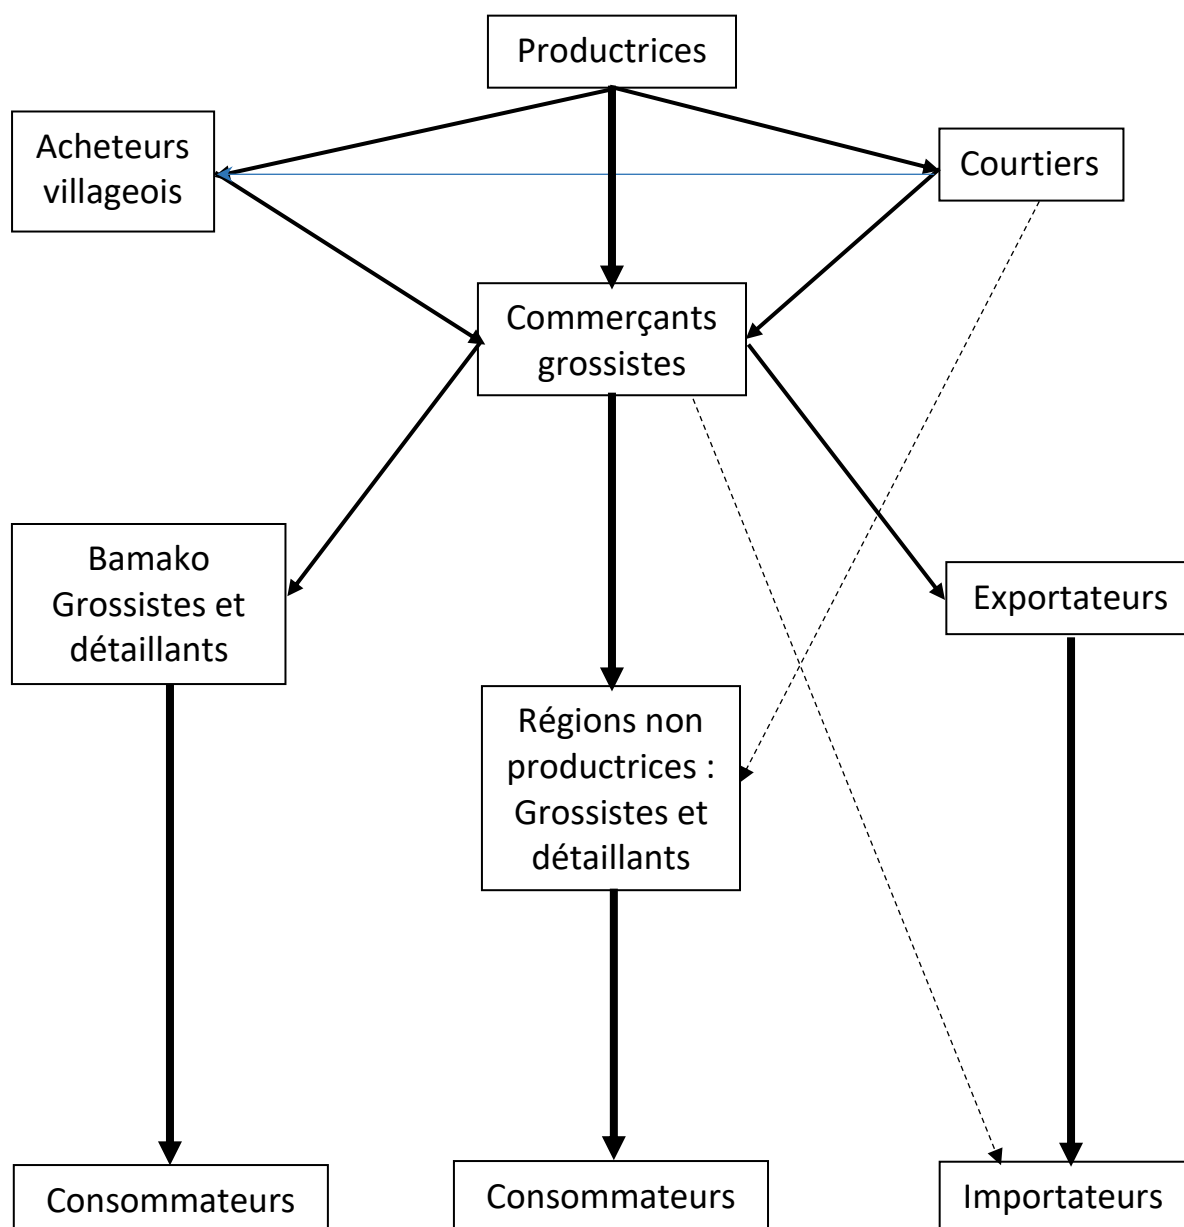 Productrices
Acheteurs
villageois
Courtiers
Commerçants
grossistes
Bamako
Grossistes et
détaillants
Exportateurs
Régions non
productrices :
Grossistes et
détaillants
Consommateurs
Consommateurs
Importateurs